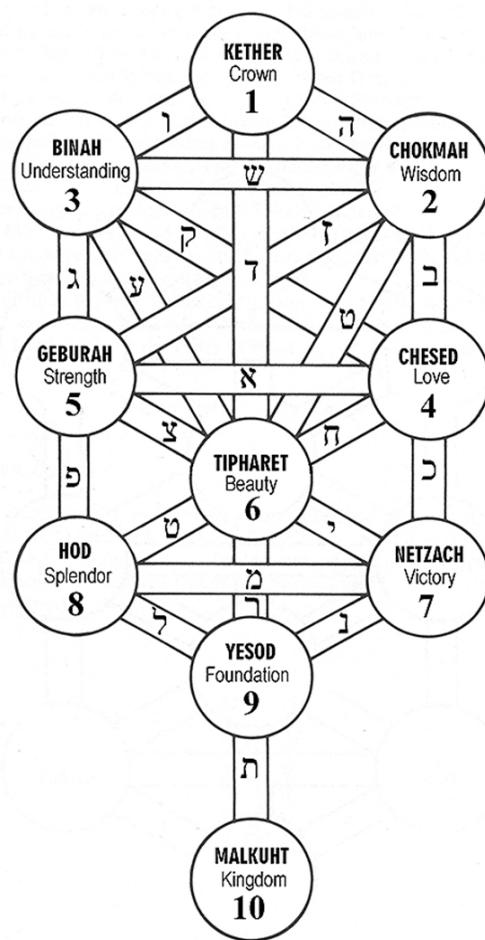 KETHER
Crown
1
ו
ה
BINAH
Understanding
3
CHOKMAH
Wisdom
2
ש
ק
ז
ד
ג
ע
ט
ב
GEBURAH
Strength
5
א
CHESED
Love
4
צ
ח
TIPHARET
Beauty
6
פ
כ
ט
י
HOD
Splendor
8
מ
NETZACH
Victory
7
ר
ל
נ
YESOD
Foundation
9
ת
MALKUHT
Kingdom
10